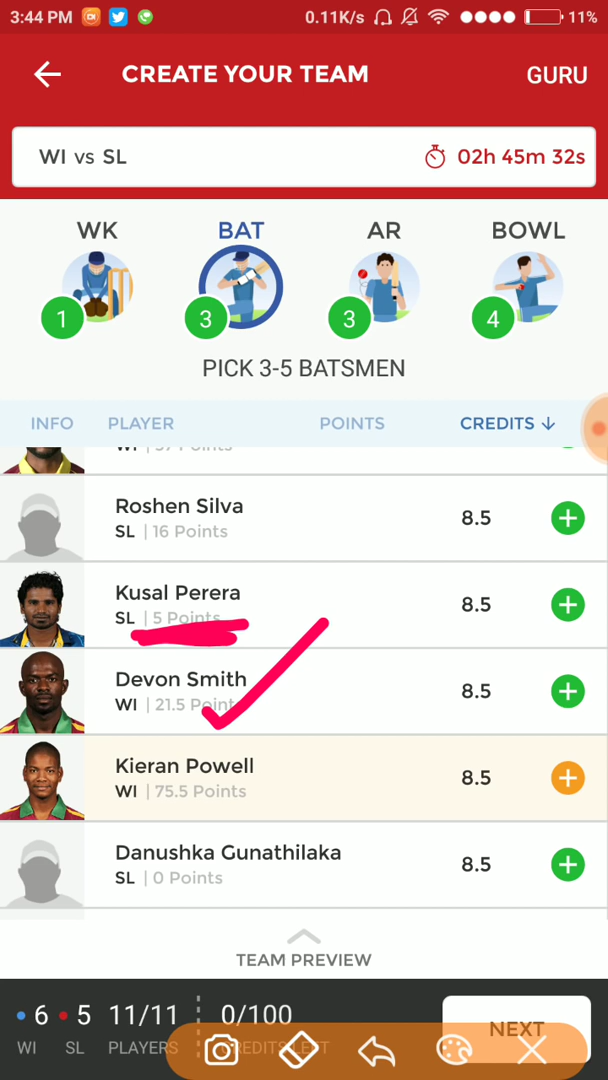 3:44 PM 0.11K/s 11%
CREATE YOUR TEAM GURU
WI vs SL 02h 45m 32s
WK BAT AR BOWL
1 3 3 4
PICK 3-5 BATSMEN
INFO PLAYER POINTS CREDITS ↓
WI
Roshen Silva
SL | 16 Points 8.5
Kusal Perera
SL | 5 Points 8.5
Devon Smith
WI | 21.5 Points 8.5
Kieran Powell
WI | 75.5 Points 8.5
Danushka Gunathilaka
SL | 0 Points 8.5
TEAM PREVIEW
6 5 11/11 0/100 NEXT
WI SL PLAYERS CREDITS LEFT